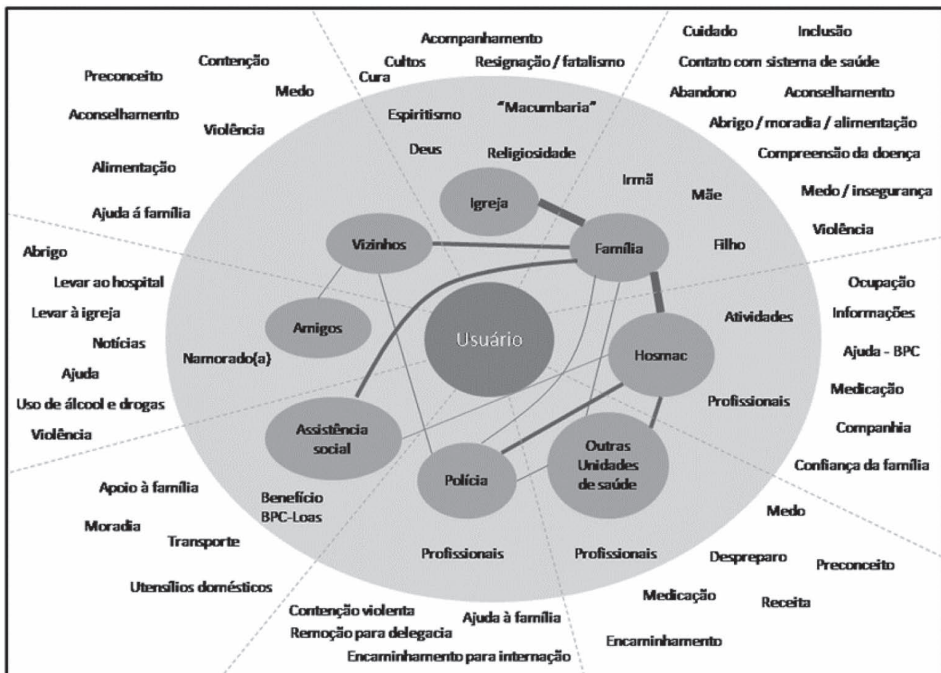 Acompanhamento
Cultos
Resignação / fatalismo
Cura
Espiritismo
"Macumbaria"
Deus
Religiosidade
Igreja
Cuidado
Inclusão
Contato com sistema de saúde
Abandono
Aconselhamento
Abrigo / moradia / alimentação
Compreensão da doença
Medo / insegurança
Violência
Irmã
Mãe
Filho
Família
Contenção
Preconceito
Medo
Aconselhamento
Violência
Alimentação
Ajuda á família
Vizinhos
Abrigo
Levar ao hospital
Levar à igreja
Notícias
Ajuda
Uso de álcool e drogas
Violência
Namorado(a)
Amigos
Usuário
Ocupação
Informações
Ajuda - BPC
Medicação
Companhia
Confiança da família
Atividades
Profissionais
Hosmac
Assistência
social
Benefício
BPC-Loas
Apoio à família
Moradia
Transporte
Utensílios domésticos
Polícia
Profissionais
Contenção violenta
Ajuda à família
Remoção para delegacia
Encaminhamento para internação
Outras
Unidades
de saúde
Profissionais
Medo
Despreparo
Preconceito
Medicação
Receita
Encaminhamento